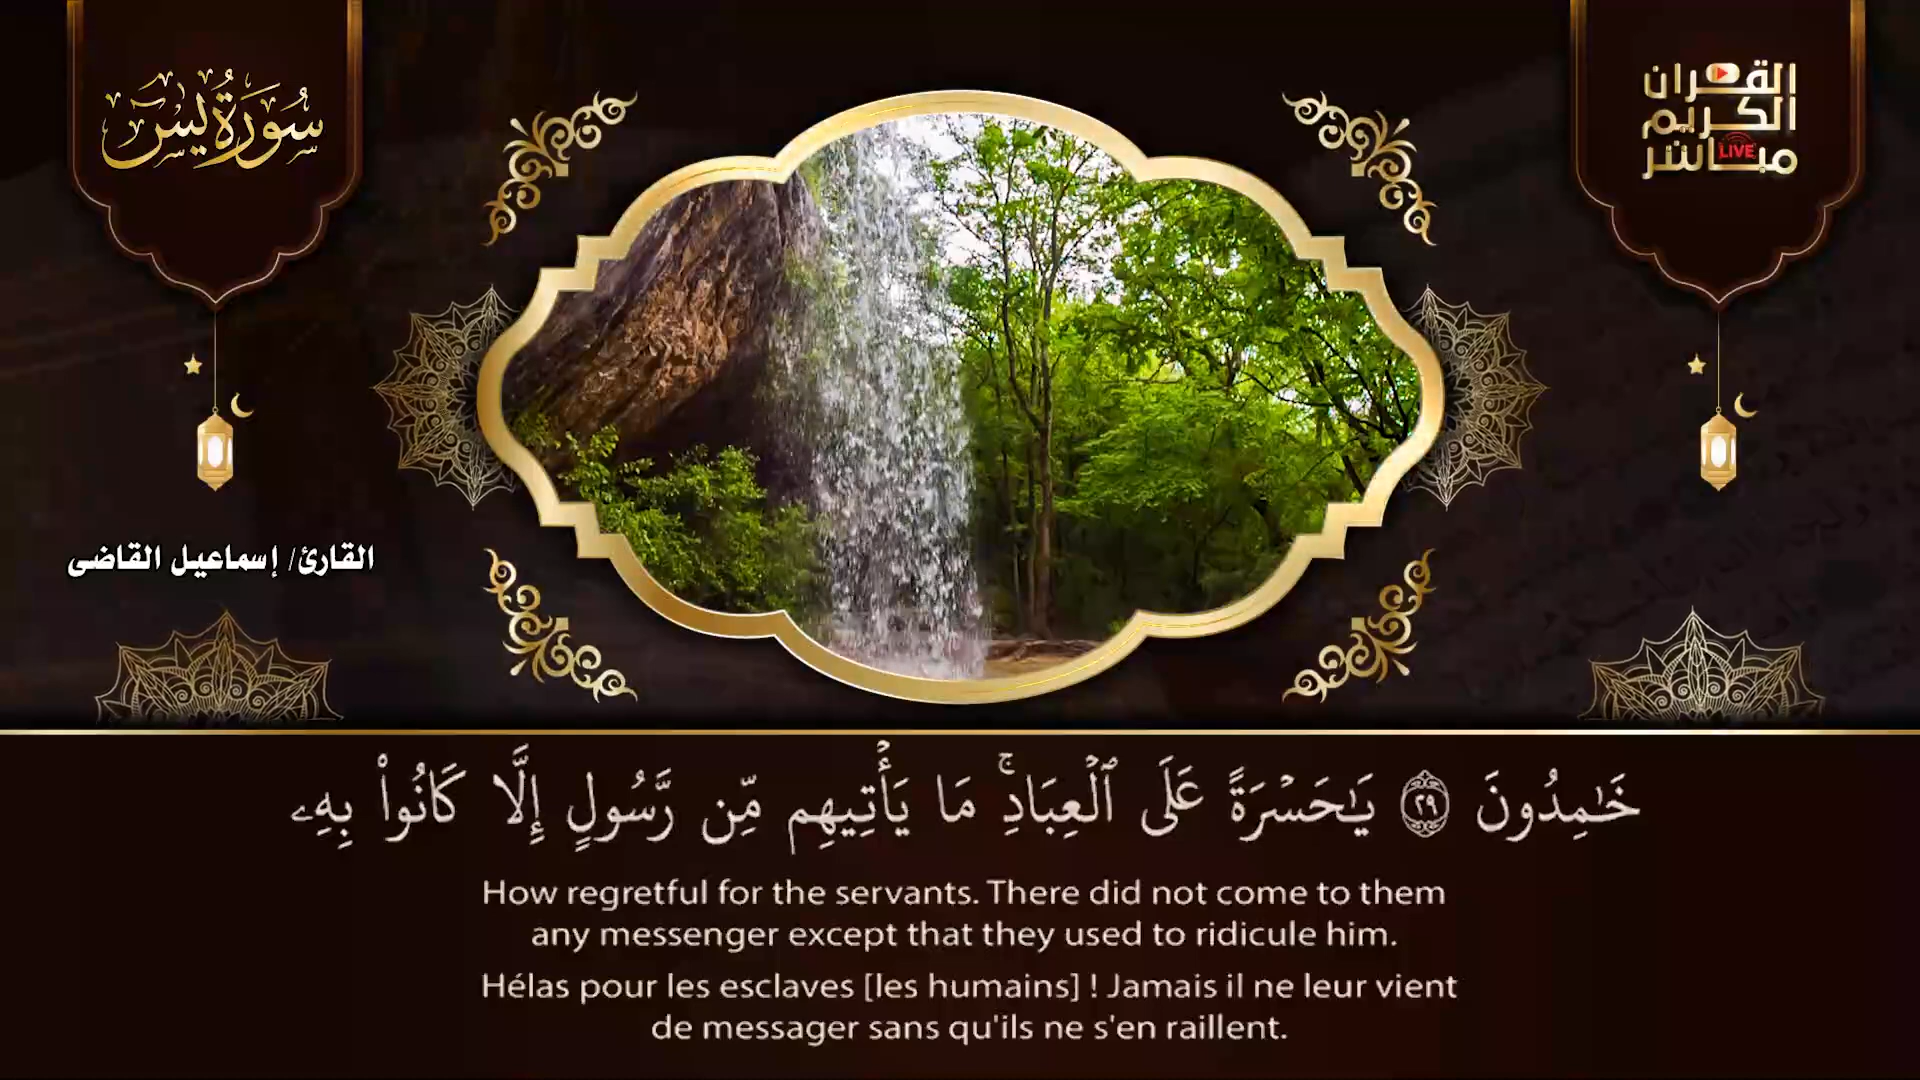 سُورَةُ يسٓ
القرآن
الكريم
مباشر
LIVE
القارئ/ إسماعيل القاضى
خَٰمِدُونَ ٢٩ يَٰحَسۡرَةً عَلَى ٱلۡعِبَادِۚ مَا يَأۡتِيهِم مِّن رَّسُولٍ إِلَّا كَانُواْ بِهِۦ
How regretful for the servants. There did not come to them
any messenger except that they used to ridicule him.
Hélas pour les esclaves [les humains] ! Jamais il ne leur vient
de messager sans qu'ils ne s'en raillent.